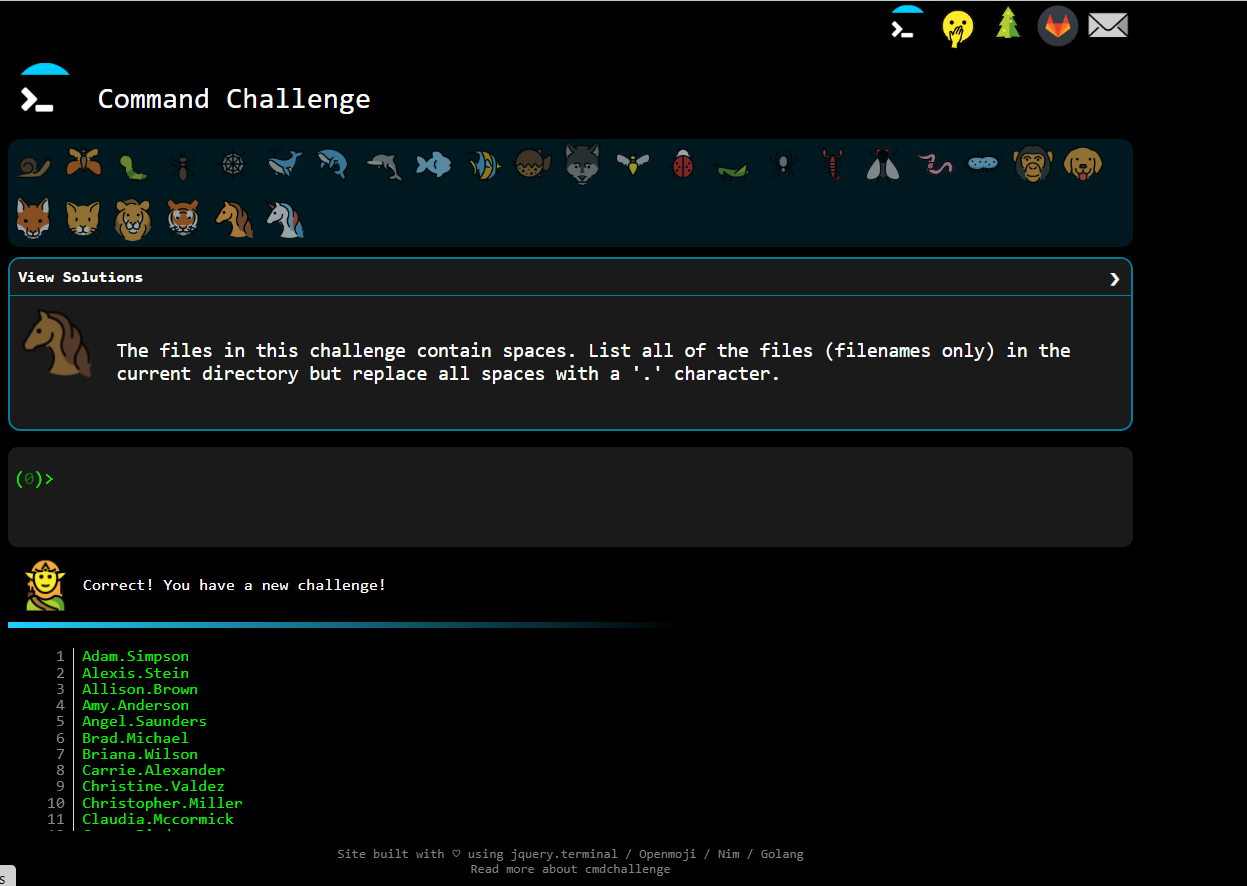 Command Challenge
View Solutions
The files in this challenge contain spaces. List all of the files (filenames only) in the
current directory but replace all spaces with a '.' character.
(0)>
Correct! You have a new challenge!
1 Adam.Simpson
2 Alexis.Stein
3 Allison.Brown
4 Amy.Anderson
5 Angel.Saunders
6 Brad.Michael
7 Briana.Wilson
8 Carrie.Alexander
9 Christine.Valdez
10 Christopher.Miller
11 Claudia.Mccormick
Site built with ♡ using jquery.terminal / Openmoji / Nim / Golang
Read more about cmdchallenge
s